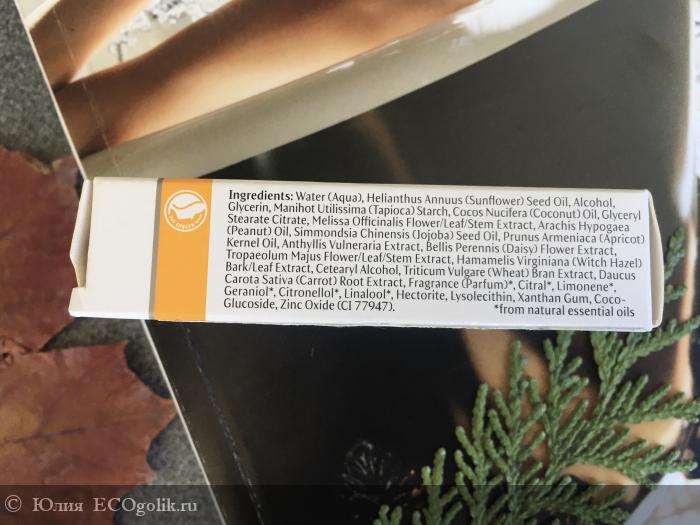 Ingredients: Water (Aqua), Helianthus Annuus (Sunflower) Seed Oil, Alcohol,
Glycerin, Manihot Utilissima (Tapioca) Starch, Cocos Nucifera (Coconut) Oil, Glyceryl
Stearate Citrate, Melissa Officinalis Flower/Leaf/Stem Extract, Arachis Hypogaea
(Peanut) Oil, Simmondsia Chinensis (Jojoba) Seed Oil, Prunus Armeniaca (Apricot)
Kernel Oil, Anthyllis Vulneraria Extract, Bellis Perennis (Daisy) Flower Extract,
Tropaeolum Majus Flower/Leaf/Stem Extract, Hamamelis Virginiana (Witch Hazel)
Bark/Leaf Extract, Cetearyl Alcohol, Triticum Vulgare (Wheat) Bran Extract, Daucus
Carota Sativa (Carrot) Root Extract, Fragrance (Parfum)*, Citral*, Limonene*,
Geraniol*, Citronellol*, Linalool*, Hectorite, Lysolecithin, Xanthan Gum, Coco-
Glucoside, Zinc Oxide (CI 77947).
*from natural essential oils
© Юлия ECOgolik.ru